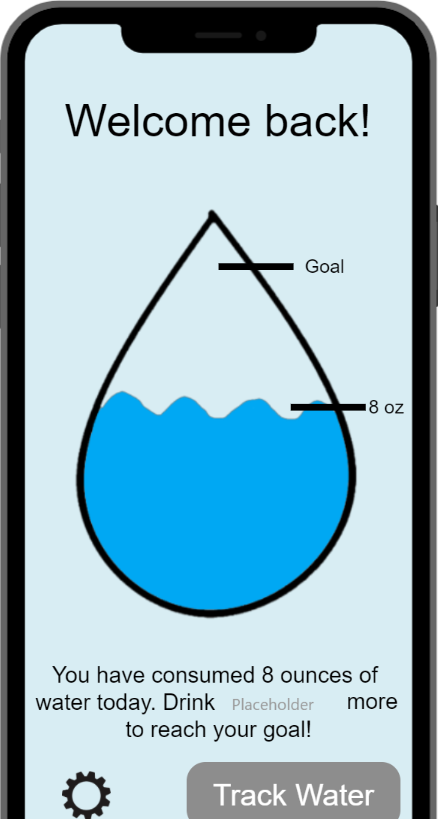 Welcome back!
Goal
8 oz
You have consumed 8 ounces of
water today. Drink Placeholder more
to reach your goal!
Track Water